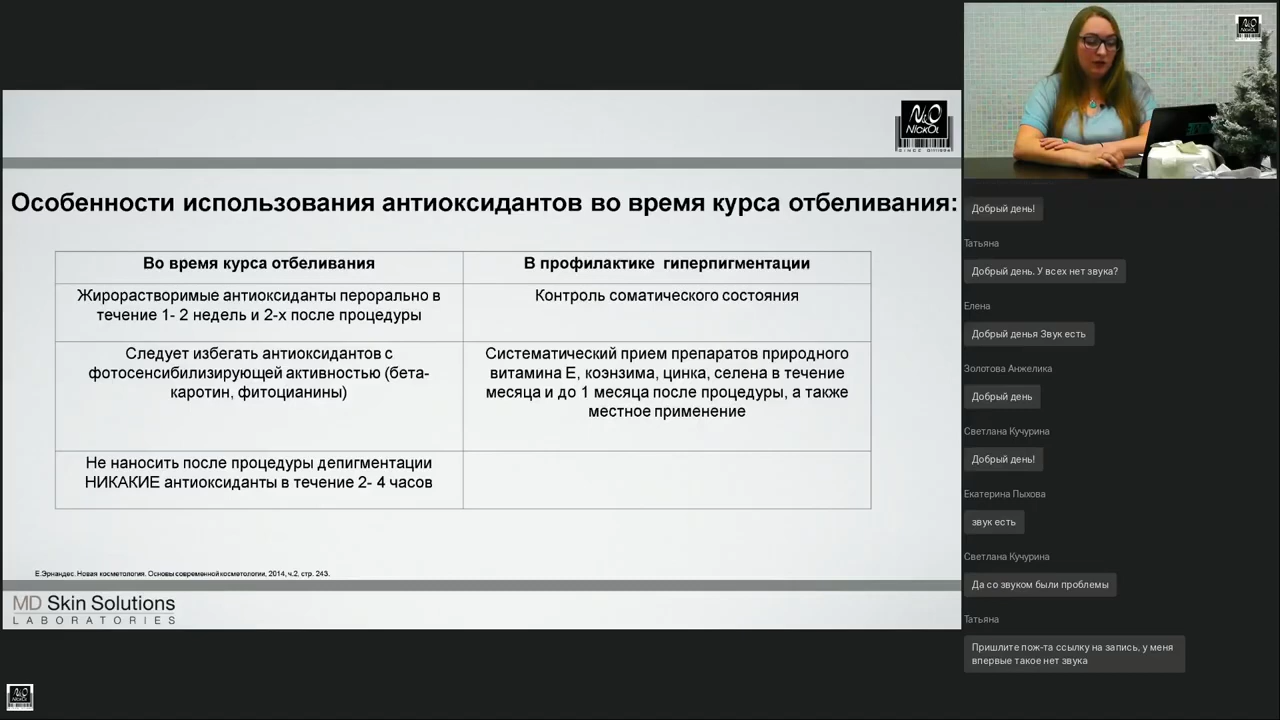 NickOl
SINCE
Особенности использования антиоксидантов во время курса отбеливания:
Во время курса отбеливания
В профилактике гиперпигментации
Жирорастворимые антиоксиданты перорально в
течение 1- 2 недель и 2-х после процедуры
Контроль соматического состояния
Следует избегать антиоксидантов с
фотосенсибилизирующей активностью (бета-
каротин, фитоцианины)
Систематический прием препаратов природного
витамина Е, коэнзима, цинка, селена в течение
месяца и до 1 месяца после процедуры, а также
местное применение
Не наносить после процедуры депигментации
НИКАКИЕ антиоксиданты в течение 2- 4 часов
Е.Эрнандес. Новая косметология. Основы современной косметологии, 2014, ч.2, стр. 243.
MD Skin Solutions
LABORATORIES
Добрый день!
Татьяна
Добрый день. У всех нет звука?
Елена
Добрый денья Звук есть
Золотова Анжелика
Добрый день
Светлана Кучурина
Добрый день!
Екатерина Пыхова
звук есть
Светлана Кучурина
Да со звуком были проблемы
Татьяна
Пришлите пож-та ссылку на запись, у меня
впервые такое нет звука